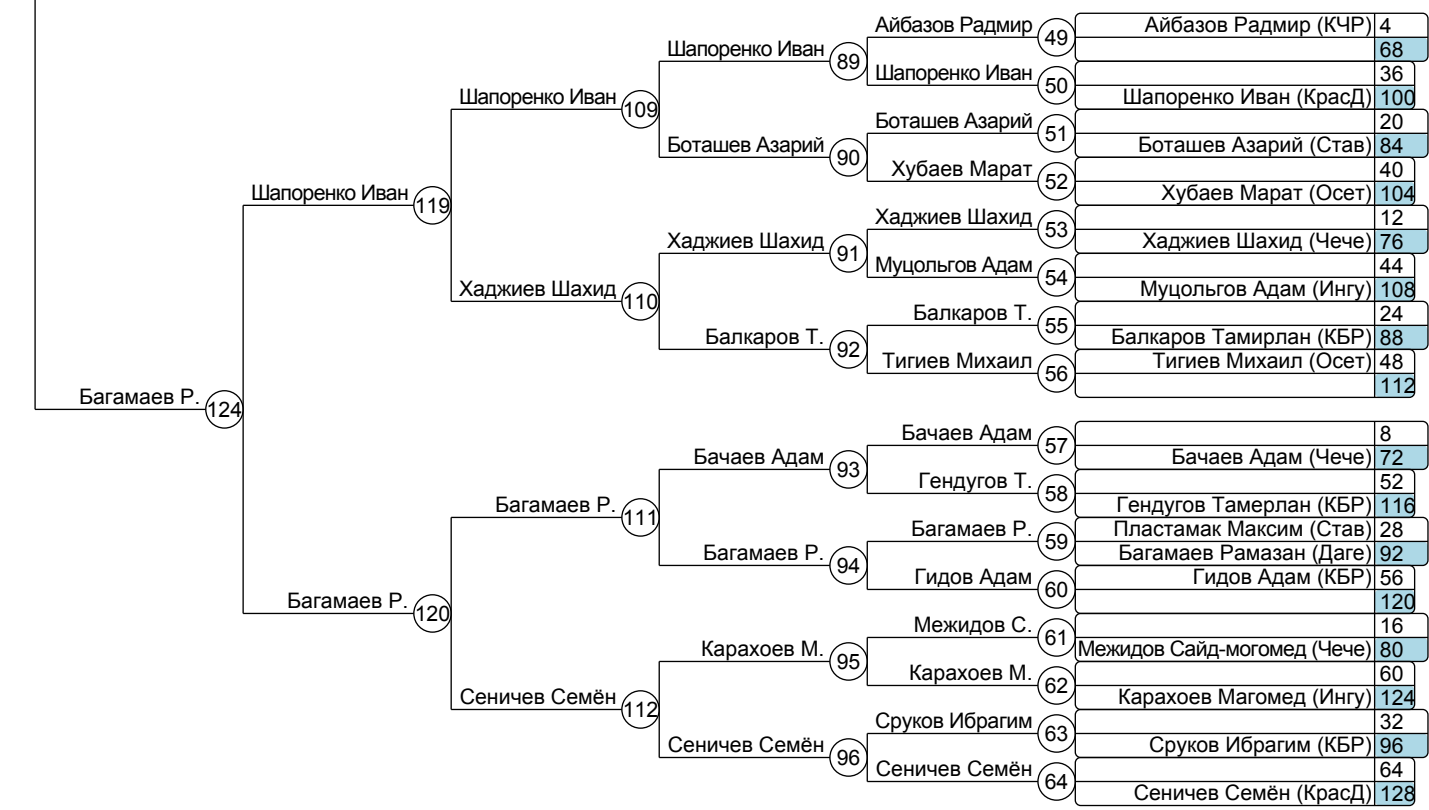 Айбазов Радмир 49 Айбазов Радмир (КЧР) 4
Шапоренко Иван 89 68
Шапоренко Иван 50 36
Шапоренко Иван 109 Шапоренко Иван (КрасД) 100
Боташев Азарий 51 20
Боташев Азарий 90 Боташев Азарий (Став) 84
Хубаев Марат 52 40
Шапоренко Иван 119 Хубаев Марат (Осет) 104
Хаджиев Шахид 53 12
Хаджиев Шахид 91 Хаджиев Шахид (Чече) 76
Муцольгов Адам 54 44
Хаджиев Шахид 110 Муцольгов Адам (Ингу) 108
Балкаров Т. 55 24
Балкаров Т. 92 Балкаров Тамирлан (КБР) 88
Тигиев Михаил 56 Тигиев Михаил (Осет) 48
112
Багамаев Р. 124
Бачаев Адам 57 8
Бачаев Адам 93 Бачаев Адам (Чече) 72
Гендугов Т. 58 52
Багамаев Р. 111 Гендугов Тамерлан (КБР) 116
Багамаев Р. 59 Пластамак Максим (Став) 28
Багамаев Р. 94 Багамаев Рамазан (Даге) 92
Гидов Адам 60 Гидов Адам (КБР) 56
Багамаев Р. 120 120
Межидов С. 61 16
Карахоев М. 95 Межидов Сайд-могомед (Чече) 80
Карахоев М. 62 60
Сеничев Семён 112 Карахоев Магомед (Ингу) 124
Сруков Ибрагим 63 32
Сеничев Семён 96 Сруков Ибрагим (КБР) 96
Сеничев Семён 64 64
Сеничев Семён (КрасД) 128